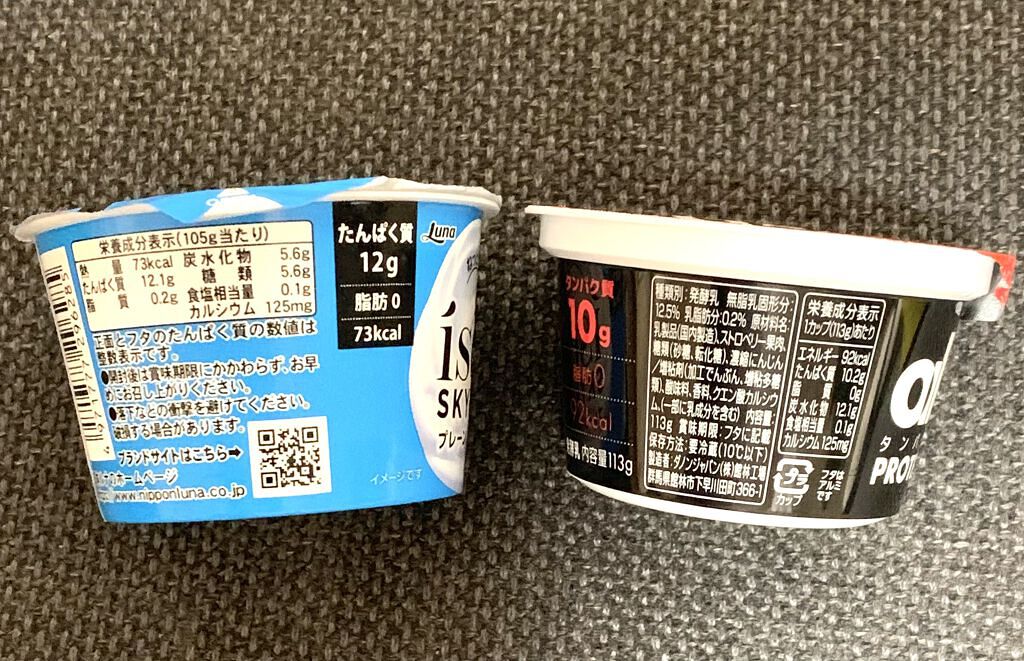 栄養成分表示(105g当たり)
熱量 73kcal 炭水化物 5.6g
たんぱく質 12.1g 糖類 5.6g
脂質 0.2g 食塩相当量 0.1g
カルシウム 125mg
正面とフタのたんぱく質の数値は
整数表示です。
●開封後は賞味期限にかかわらず、お早
めにお召し上がりください。
●落下などの衝撃を避けてください。
破損する場合があります。
ブランドサイトはこちら➡
ホームページ
www.nipponluna.co.jp
たんぱく質
12g
脂肪0
73kcal
Luna
is
SKY
プレーン
イメージです
タンパク質
10g
脂肪0
92kcal
内容量113g
種類別:発酵乳 無脂乳固形分:
12.5% 乳脂肪分:0.2% 原材料名:
乳製品(国内製造)、ストロベリー果肉、
糖類(砂糖、転化糖)、濃縮にんじん
/増粘剤(加工でんぷん、増粘多糖
類)、酸味料、香料、クエン酸カルシウ
ム、(一部に乳成分を含む) 内容量:
113g 賞味期限:フタに記載
保存方法:要冷蔵(10℃以下)
製造者:ダノンジャパン(株)館林工場
群馬県館林市下早川田町366-1
栄養成分表示
1カップ(113g)あたり
エネルギー 92kcal
たんぱく質 10.2g
脂質 0g
炭水化物 12.1g
食塩相当量 0.1g
カルシウム 125mg
プラ
カップ
フタは
アルミ
です
タンパ
PROT